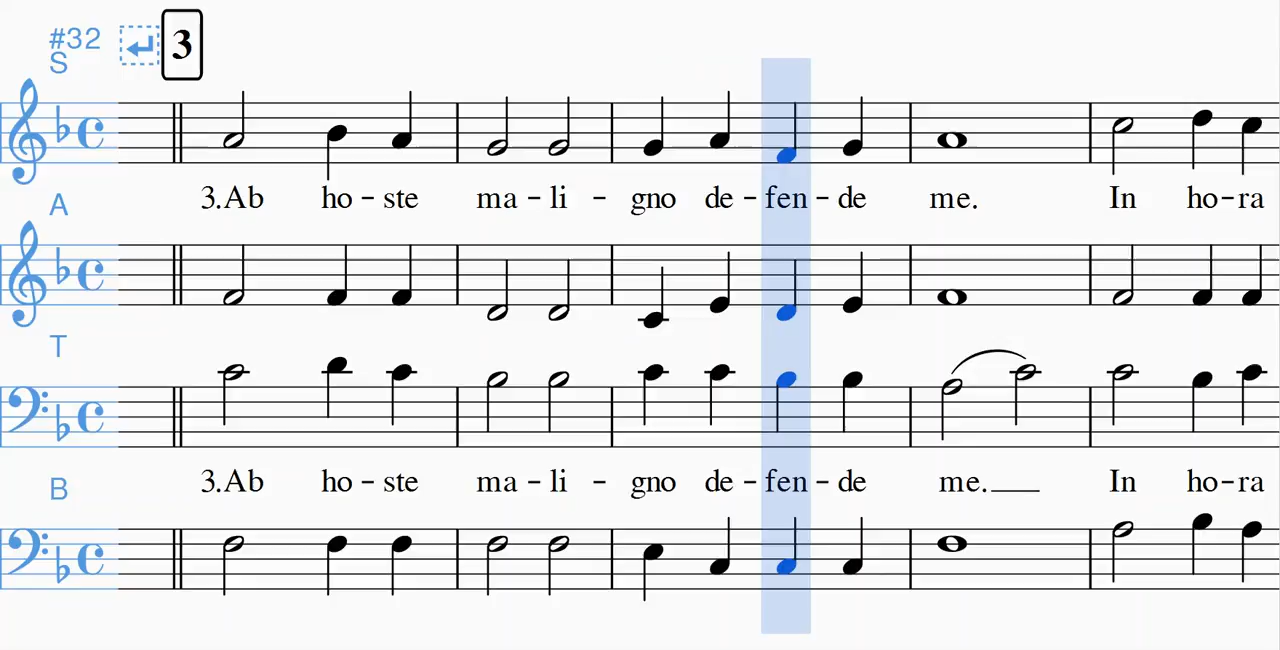 #32
3
S
3.Ab ho-ste ma-li-gno de-fen-de me. In ho-ra
A
T
3.Ab ho-ste ma-li-gno de-fen-de me.__ In ho-ra
B